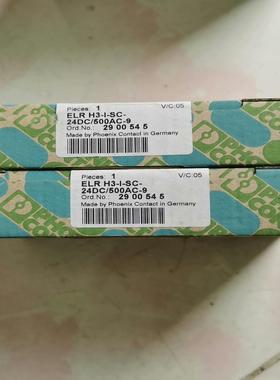 Pieces: 1 V/C:05
ELR H3-I-SC-
24DC/500AC-9
Ord.No.: 29 00 54 5
Made by Phoenix Contact in Germany
Pieces: 1 V/C:05
ELR H3-I-SC-
24DC/500AC-9
Ord.No.: 29 00 54 5
Made by Phoenix Contact in Germany